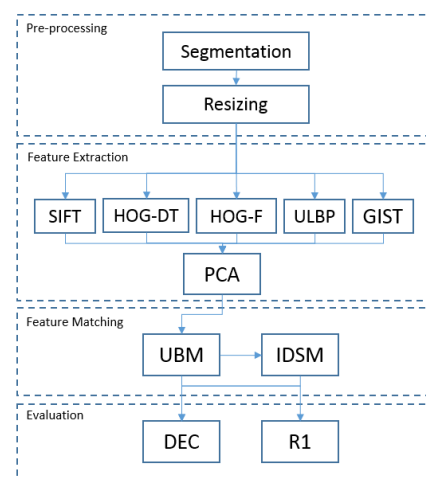 Pre-processing
Segmentation
Resizing
Feature Extraction
SIFT
HOG-DT
HOG-F
ULBP
GIST
PCA
Feature Matching
UBM
IDSM
Evaluation
DEC
R1